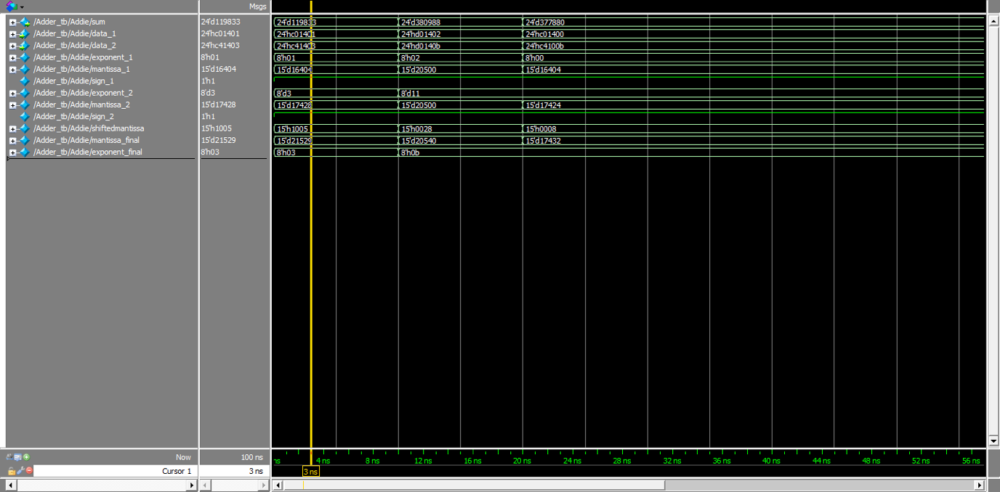 Msgs
/Adder_tb/Addie/sum 24'd119833 24'd119833 24'd380988 24'd377880
/Adder_tb/Addie/data_1 24'hc01401 24'hc01401 24'hd01402 24'hc01400
/Adder_tb/Addie/data_2 24'hc41403 24'hc41403 24'hd0140b 24'hc4100b
/Adder_tb/Addie/exponent_1 8'h01 8'h01 8'h02 8'h00
/Adder_tb/Addie/mantissa_1 15'd16404 15'd16404 15'd20500 15'd16404
/Adder_tb/Addie/sign_1 1'h1
/Adder_tb/Addie/exponent_2 8'd3 8'd3 8'd11
/Adder_tb/Addie/mantissa_2 15'd17428 15'd17428 15'd20500 15'd17424
/Adder_tb/Addie/sign_2 1'h1
/Adder_tb/Addie/shiftedmantissa 15'h1005 15'h1005 15'h0028 15'h0008
/Adder_tb/Addie/mantissa_final 15'd21529 15'd21529 15'd20540 15'd17432
/Adder_tb/Addie/exponent_final 8'h03 8'h03 8'h0b
Now 100 ns ns 4 ns 8 ns 12 ns 16 ns 20 ns 24 ns 28 ns 32 ns 36 ns 40 ns 44 ns 48 ns 52 ns 56 ns
Cursor 1 3 ns 3 ns